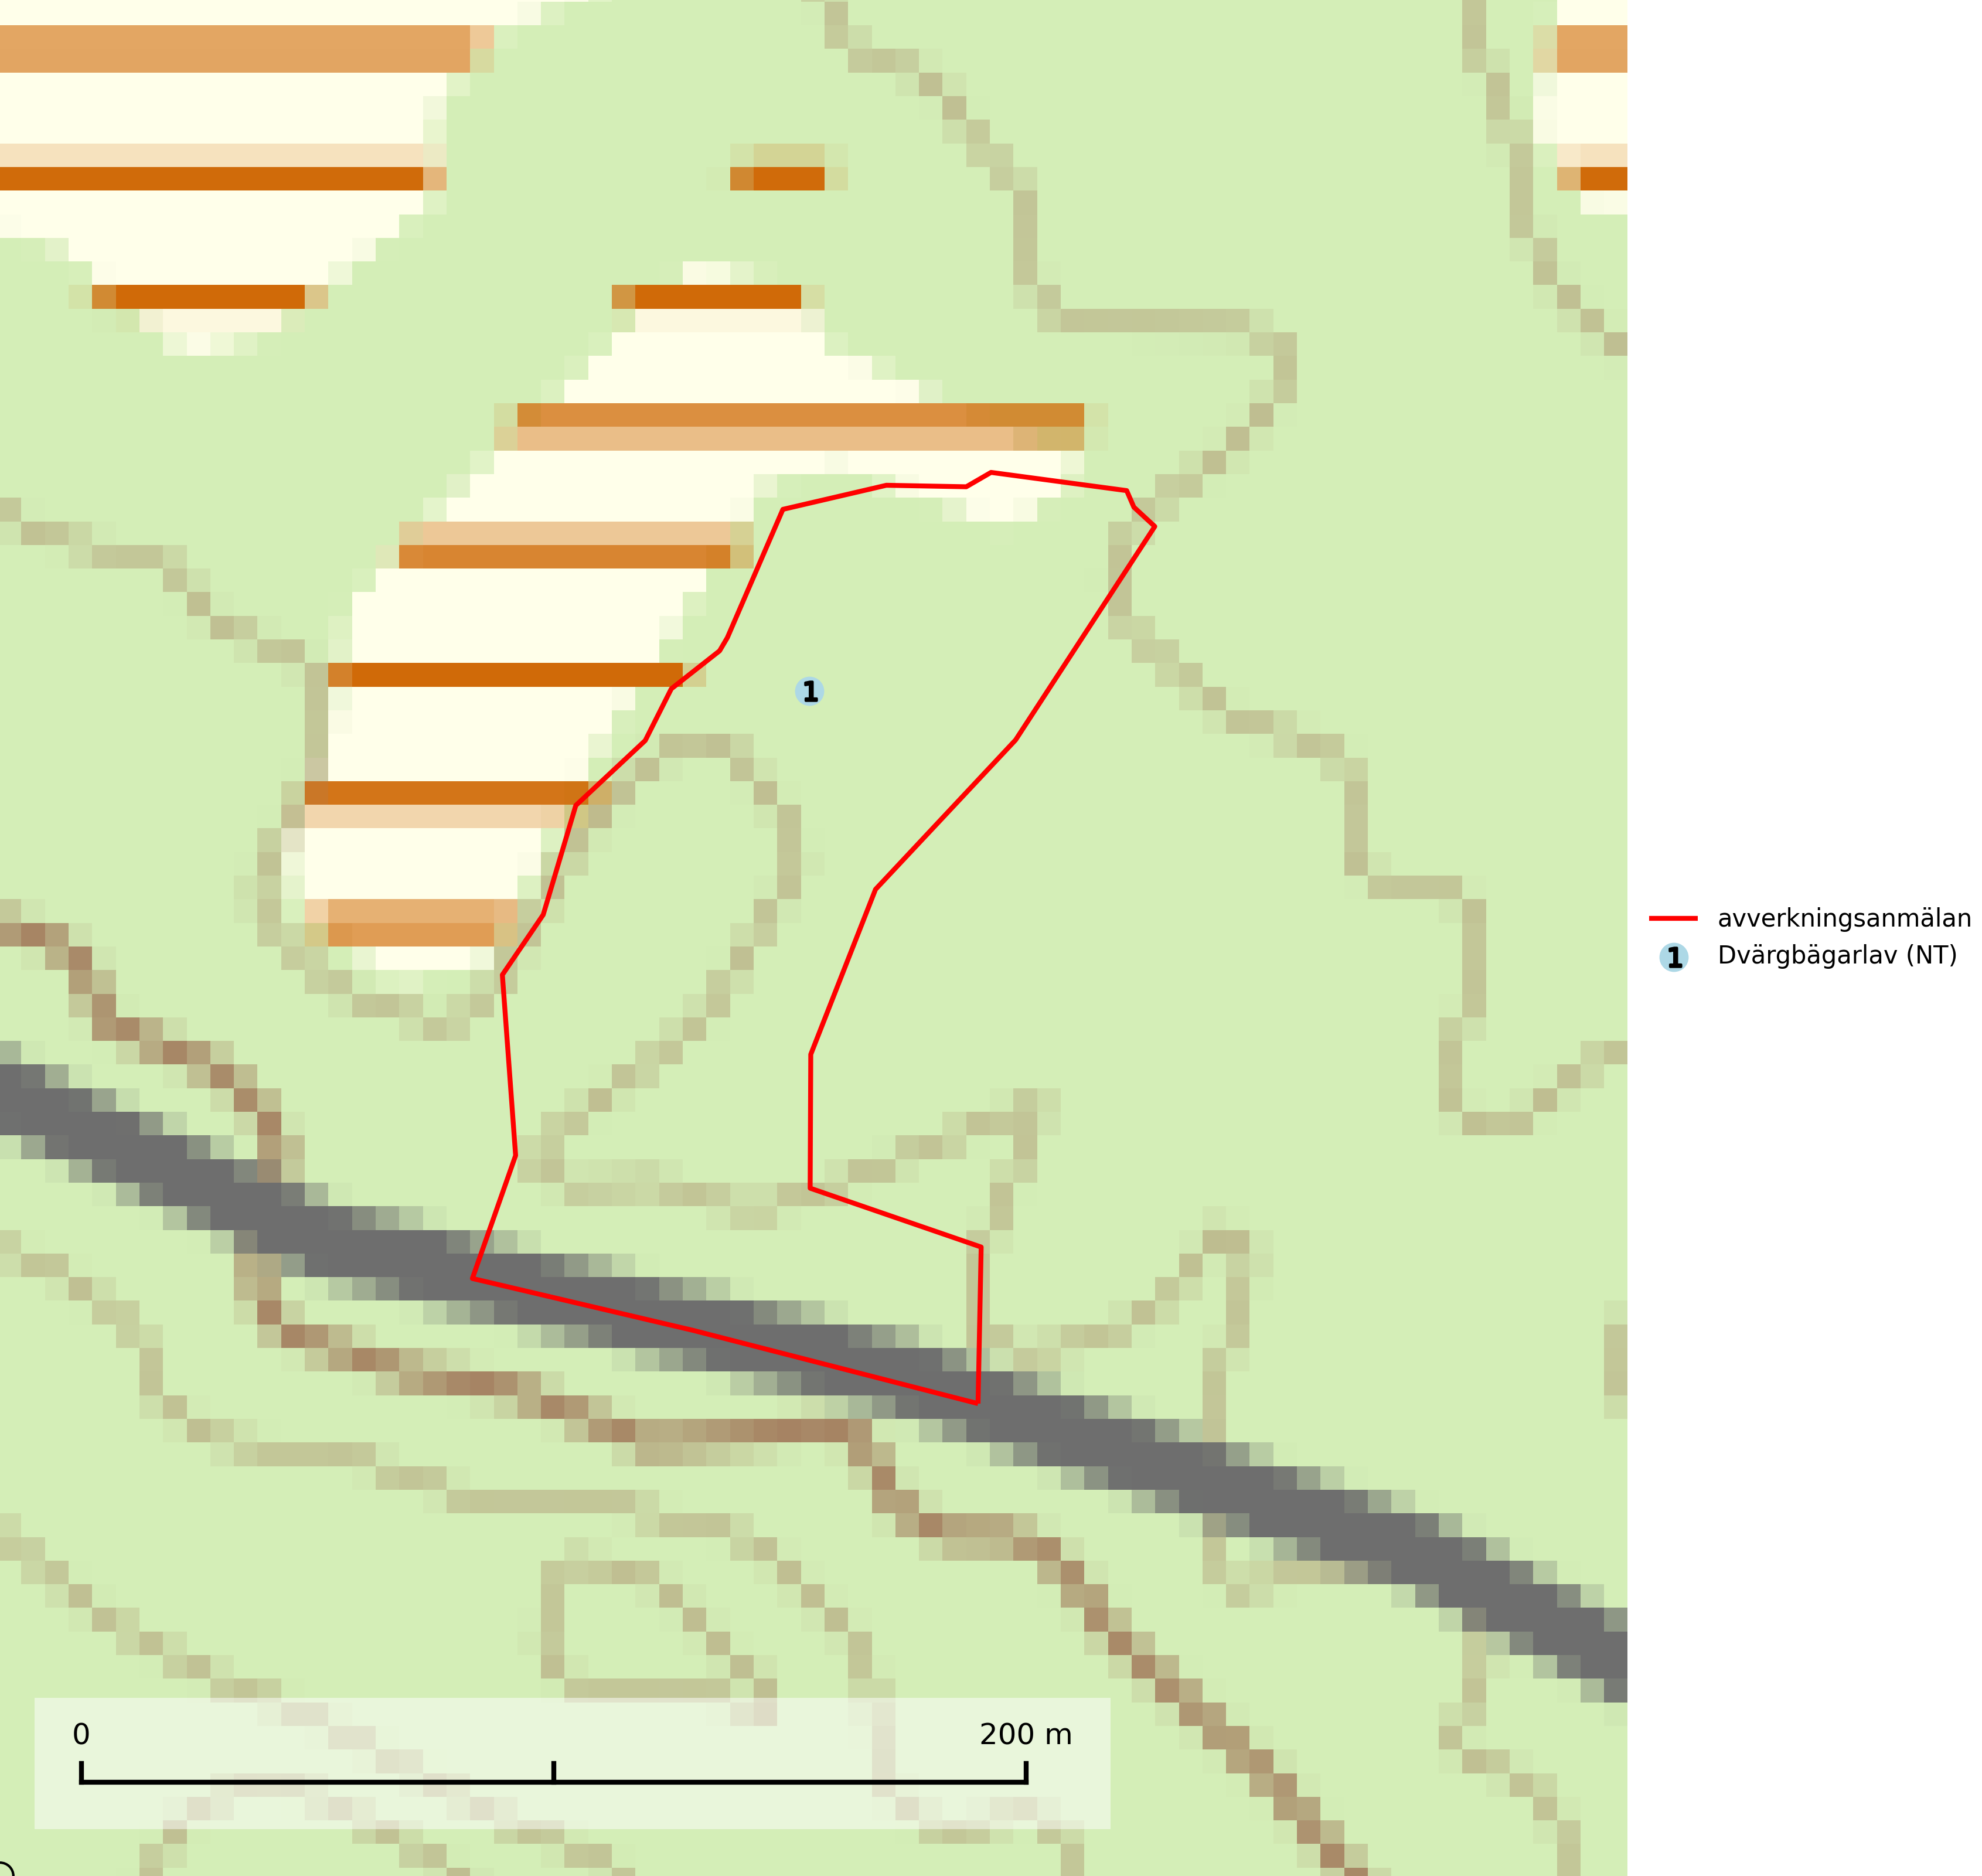 1
avverkningsanmälan
1 Dvärgbägarlav (NT)
0 200 m